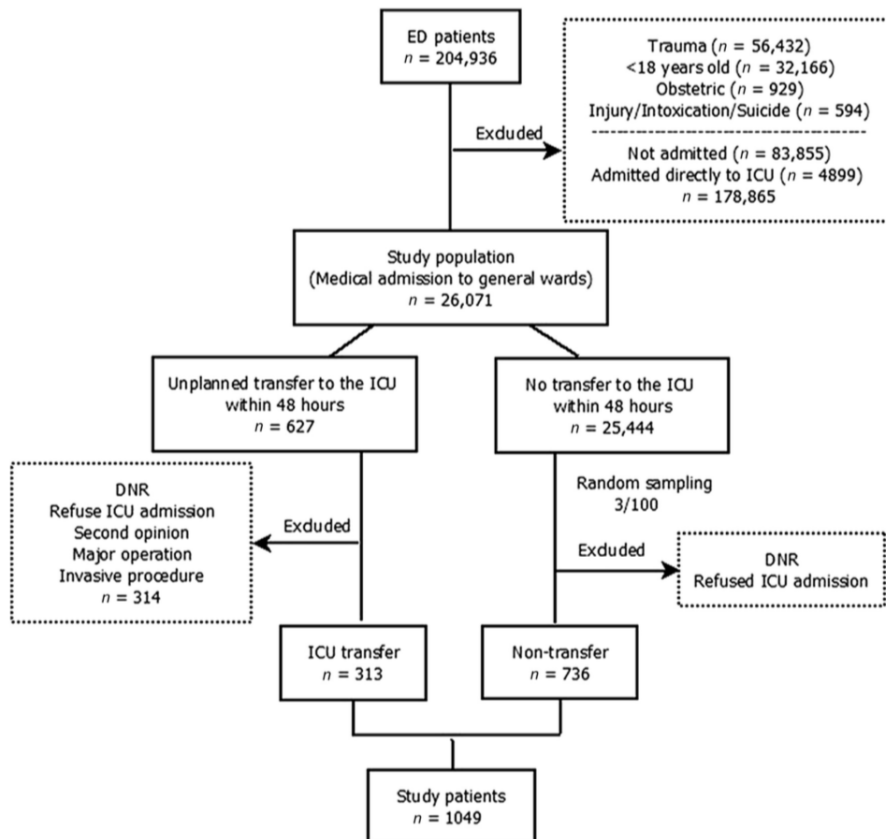 ED patients
n = 204,936
Trauma (n = 56,432)
<18 years old (n = 32,166)
Obstetric (n = 929)
Injury/Intoxication/Suicide (n = 594)
Not admitted (n = 83,855)
Admitted directly to ICU (n = 4899)
n = 178,865
Excluded
Study population
(Medical admission to general wards)
n = 26,071
Unplanned transfer to the ICU
within 48 hours
n = 627
No transfer to the ICU
within 48 hours
n = 25,444
DNR
Refuse ICU admission
Second opinion
Major operation
Invasive procedure
n = 314
Excluded
Random sampling
3/100
Excluded
DNR
Refused ICU admission
ICU transfer
n = 313
Non-transfer
n = 736
Study patients
n = 1049